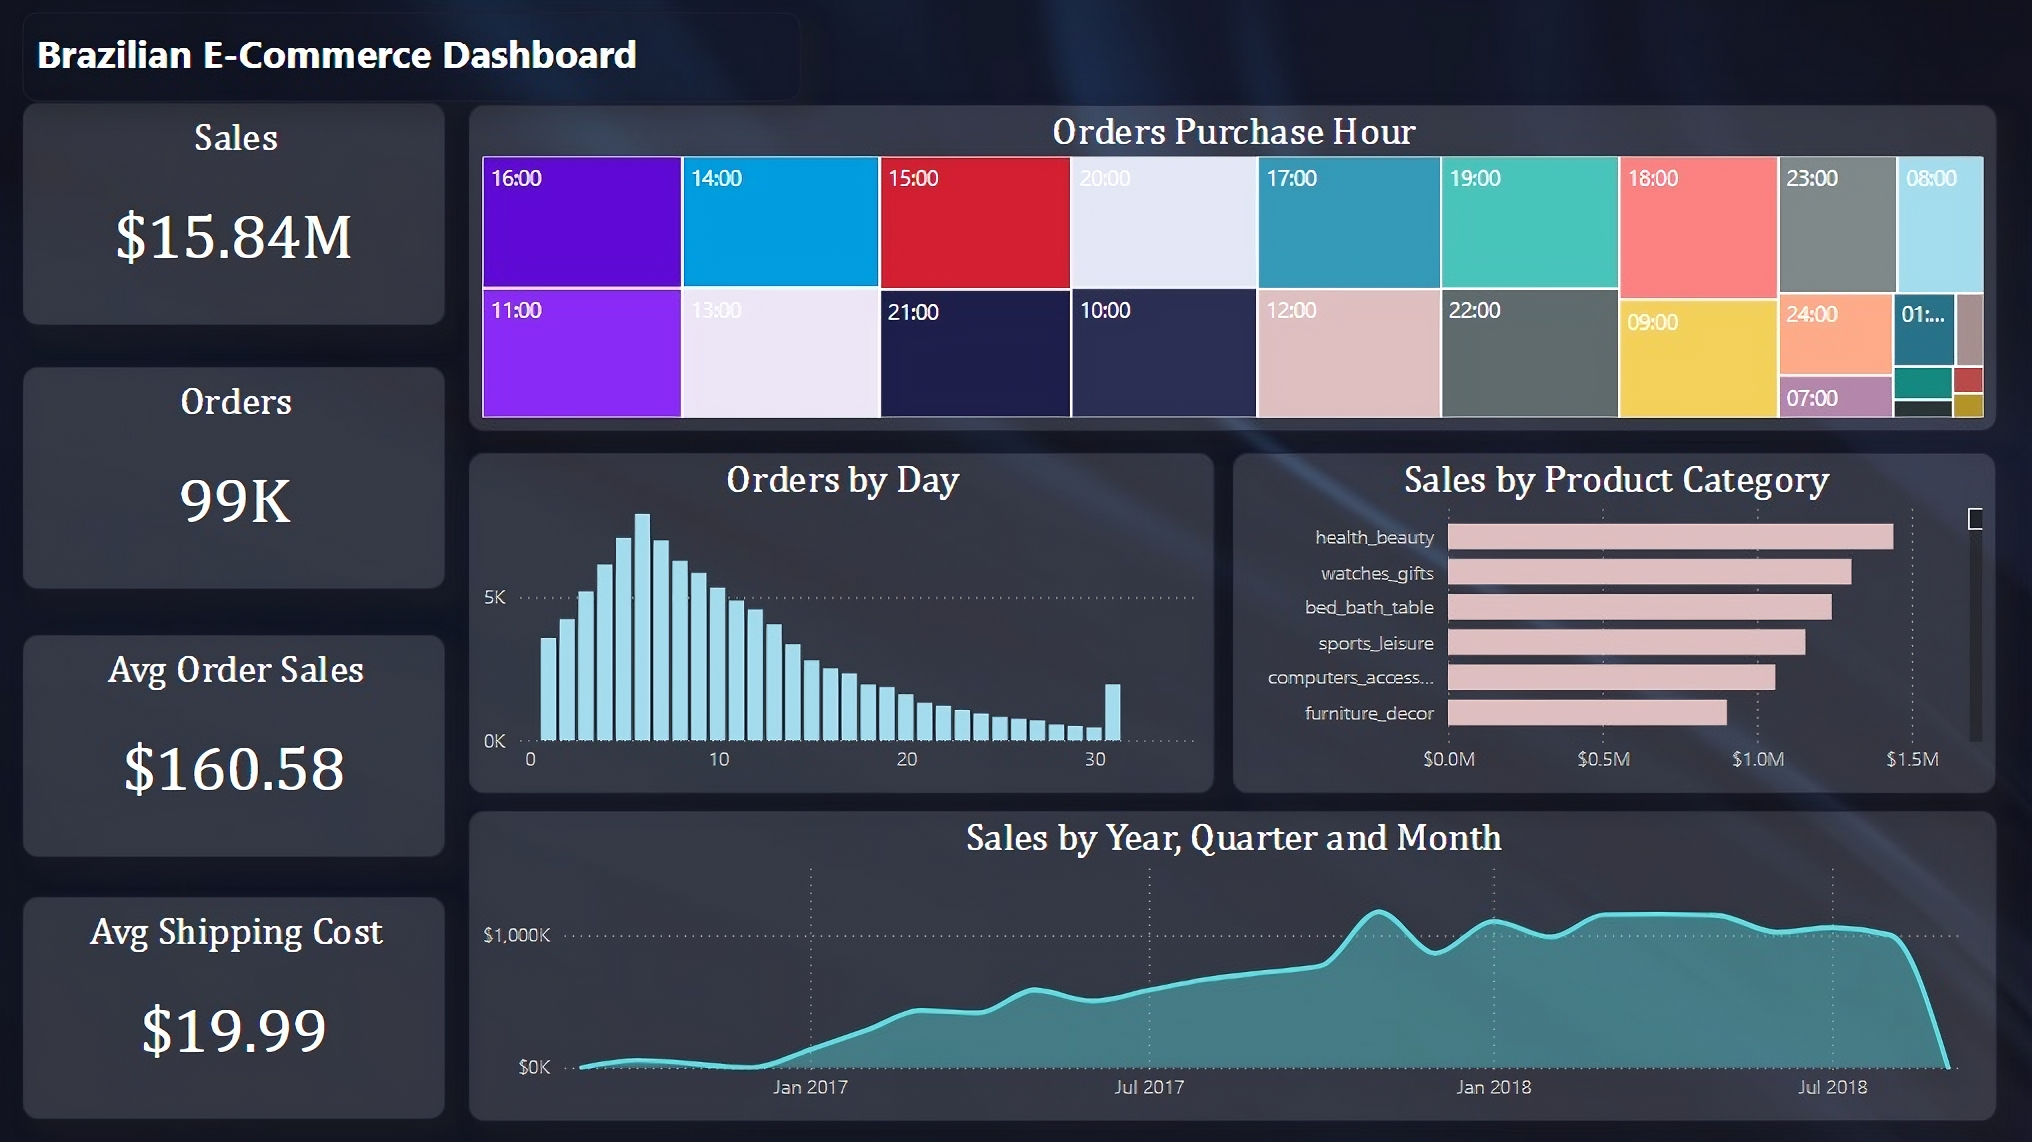 Brazilian E-Commerce Dashboard
Sales
$15.84M
Orders
99K
Avg Order Sales
$160.58
Avg Shipping Cost
$19.99
Orders Purchase Hour
16:00 14:00 15:00 20:00 17:00 19:00 18:00 23:00 08:00
11:00 13:00 21:00 10:00 12:00 22:00 09:00 24:00 01:...
07:00
Orders by Day
5K
0K
0 10 20 30
Sales by Product Category
health_beauty
watches_gifts
bed_bath_table
sports_leisure
computers_access...
furniture_decor
$0.0M $0.5M $1.0M $1.5M
Sales by Year, Quarter and Month
$1,000K
$0K
Jan 2017 Jul 2017 Jan 2018 Jul 2018